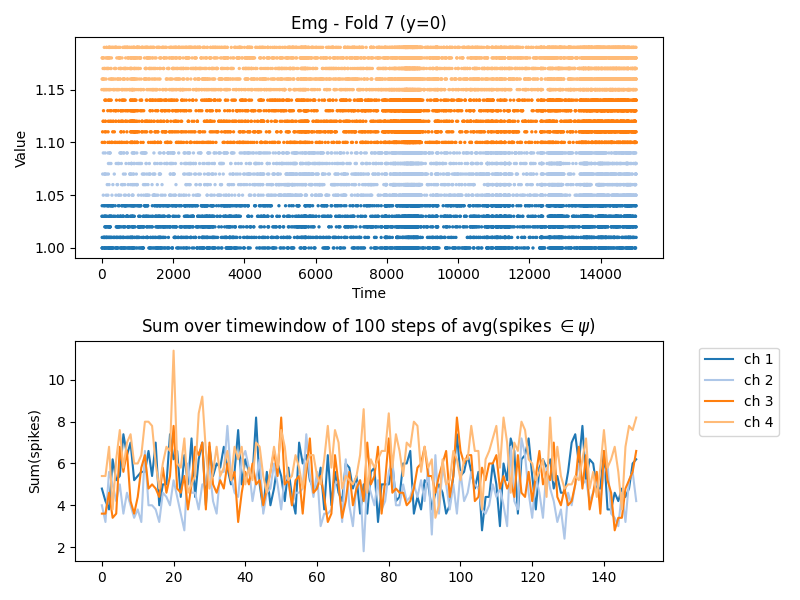 Emg - Fold 7 (y=0)
Value
1.15
1.10
1.05
1.00
0 2000 4000 6000 8000 10000 12000 14000
Time
Sum over timewindow of 100 steps of avg(spikes ∈ ψ)
Sum(spikes)
10
8
6
4
2
0 20 40 60 80 100 120 140
ch 1
ch 2
ch 3
ch 4